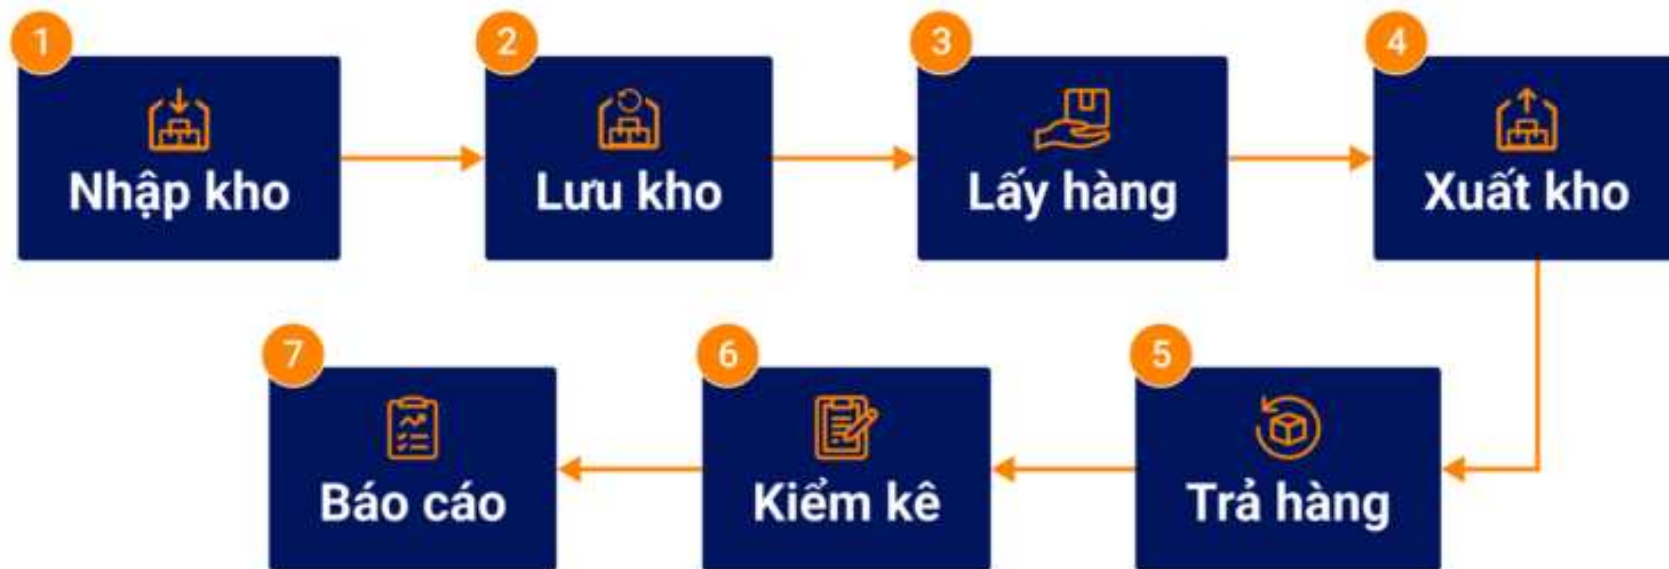 1
Nhập kho
2
Lưu kho
3
Lấy hàng
4
Xuất kho
5
Trả hàng
6
Kiểm kê
7
Báo cáo